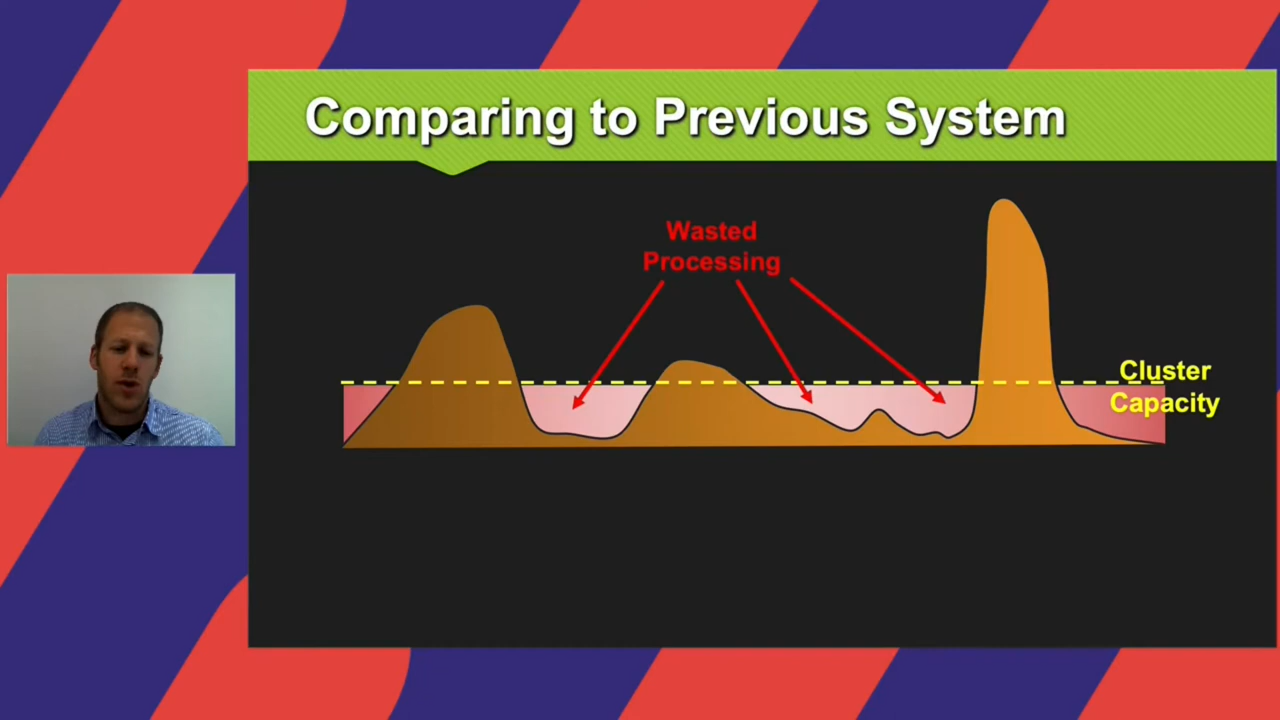 Comparing to Previous System
Wasted
Processing
Cluster
Capacity